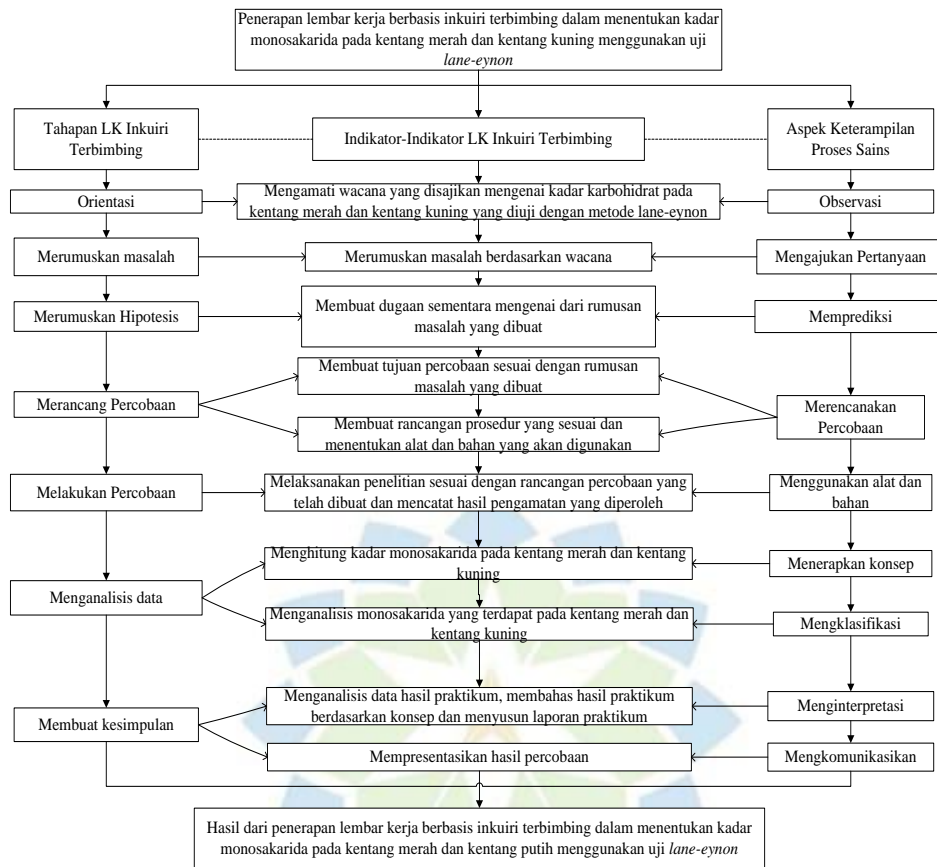 Penerapan lembar kerja berbasis inkuiri terbimbing dalam menentukan kadar
monosakarida pada kentang merah dan kentang kuning menggunakan uji
lane-eynon
Tahapan LK Inkuiri
Terbimbing
Indikator-Indikator LK Inkuiri Terbimbing
Aspek Keterampilan
Proses Sains
Orientasi
Mengamati wacana yang disajikan mengenai kadar karbohidrat pada
kentang merah dan kentang kuning yang diuji dengan metode lane-eynon
Observasi
Merumuskan masalah
Merumuskan masalah berdasarkan wacana
Mengajukan Pertanyaan
Merumuskan Hipotesis
Membuat dugaan sementara mengenai dari rumusan
masalah yang dibuat
Memprediksi
Merancang Percobaan
Membuat tujuan percobaan sesuai dengan rumusan
masalah yang dibuat
Membuat rancangan prosedur yang sesuai dan
menentukan alat dan bahan yang akan digunakan
Merencanakan
Percobaan
Melakukan Percobaan
Melaksanakan penelitian sesuai dengan rancangan percobaan yang
telah dibuat dan mencatat hasil pengamatan yang diperoleh
Menggunakan alat dan
bahan
Menganalisis data
Menghitung kadar monosakarida pada kentang merah dan kentang
kuning
Menerapkan konsep
Menganalisis monosakarida yang terdapat pada kentang merah dan
kentang kuning
Mengklasifikasi
Membuat kesimpulan
Menganalisis data hasil praktikum, membahas hasil praktikum
berdasarkan konsep dan menyusun laporan praktikum
Menginterpretasi
Mempresentasikan hasil percobaan
Mengkomunikasikan
Hasil dari penerapan lembar kerja berbasis inkuiri terbimbing dalam menentukan kadar
monosakarida pada kentang merah dan kentang putih menggunakan uji lane-eynon